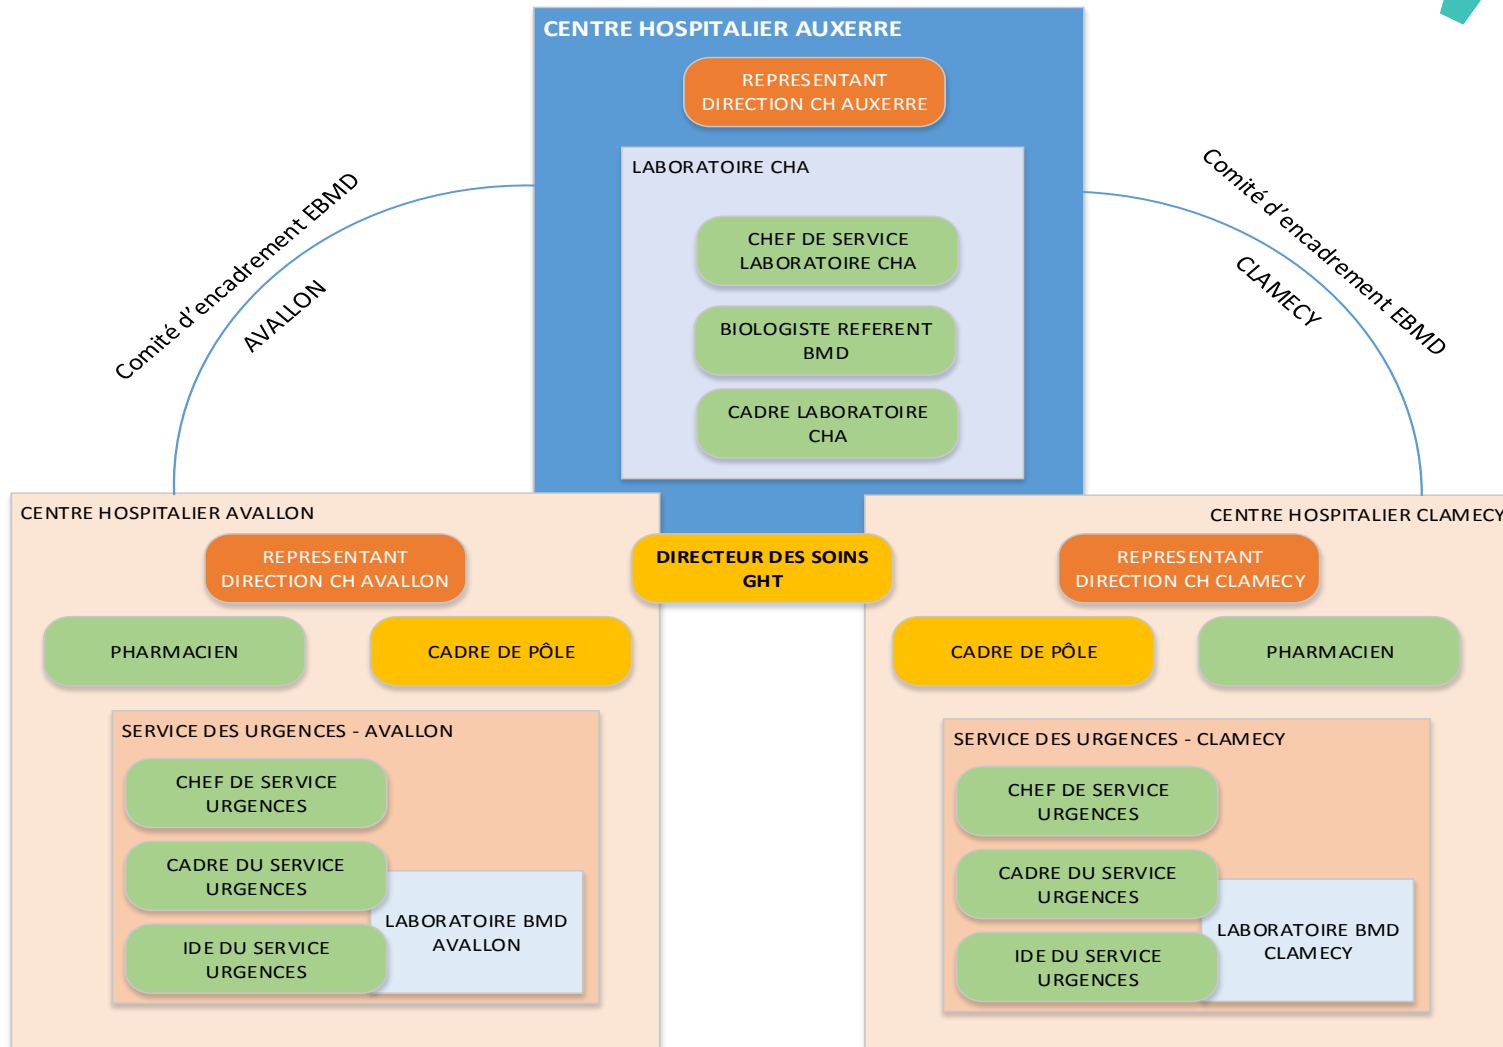 CENTRE HOSPITALIER AUXERRE
REPRESENTANT
DIRECTION CH AUXERRE
LABORATOIRE CHA
CHEF DE SERVICE
LABORATOIRE CHA
BIOLOGISTE REFERENT
BMD
CADRE LABORATOIRE
CHA
Comité d'encadrement EBMD
AVALLON
Comité d'encadrement EBMD
CLAMECY
CENTRE HOSPITALIER AVALLON
REPRESENTANT
DIRECTION CH AVALLON
PHARMACIEN
CADRE DE PÔLE
SERVICE DES URGENCES - AVALLON
CHEF DE SERVICE
URGENCES
CADRE DU SERVICE
URGENCES
IDE DU SERVICE
URGENCES
LABORATOIRE BMD
AVALLON
DIRECTEUR DES SOINS
GHT
CENTRE HOSPITALIER CLAMECY
REPRESENTANT
DIRECTION CH CLAMECY
CADRE DE PÔLE
PHARMACIEN
SERVICE DES URGENCES - CLAMECY
CHEF DE SERVICE
URGENCES
CADRE DU SERVICE
URGENCES
IDE DU SERVICE
URGENCES
LABORATOIRE BMD
CLAMECY